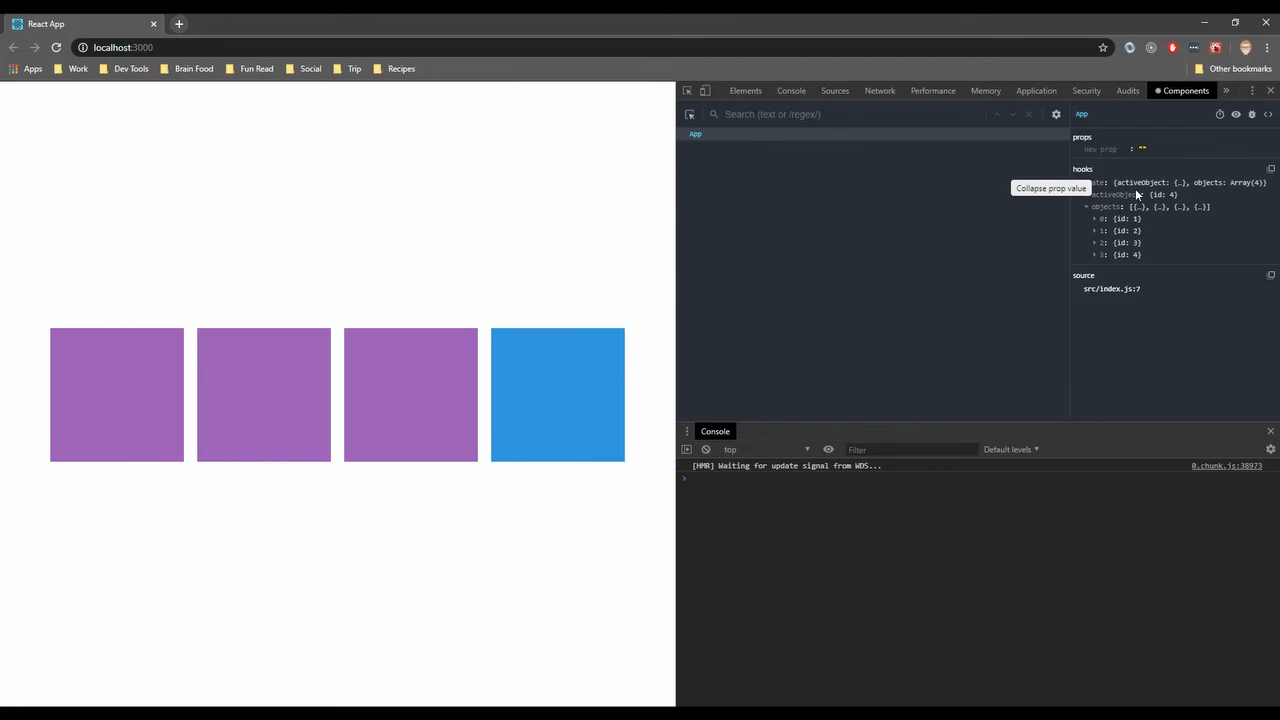 React App
localhost:3000
Apps Work Dev Tools Brain Food Fun Read Social Trip Recipes Other bookmarks
Elements Console Sources Network Performance Memory Application Security Audits Components »
Search (text or /regex/)
App
App
props
new prop : ""
hooks
ate: {activeObject: {…}, objects: Array(4)}
Collapse prop value
activeObjec : {id: 4}
objects: [{…}, {…}, {…}, {…}]
0: {id: 1}
1: {id: 2}
2: {id: 3}
3: {id: 4}
source
src/index.js:7
Console
top Filter Default levels
[HMR] Waiting for update signal from WDS... 0.chunk.js:38973